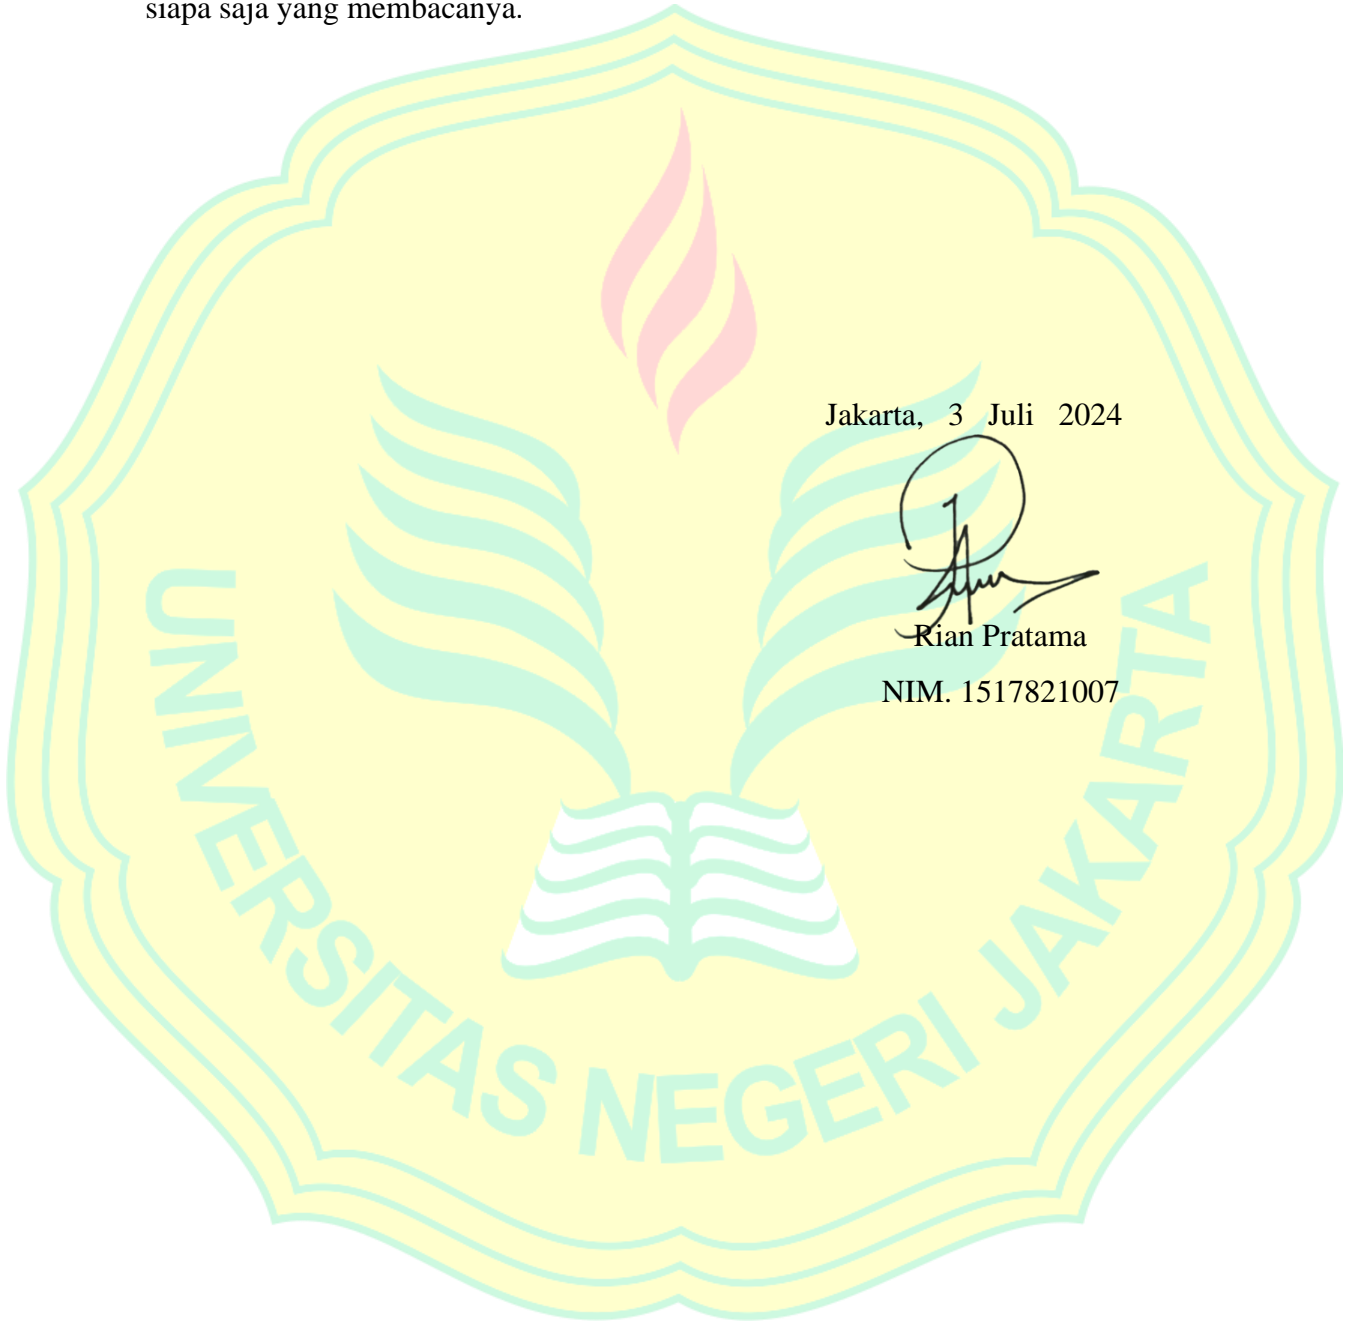 siapa saja yang membacanya.
Jakarta, 3 Juli 2024
Rian Pratama
NIM. 1517821007
UNIVERSITAS NEGERI JAKARTA